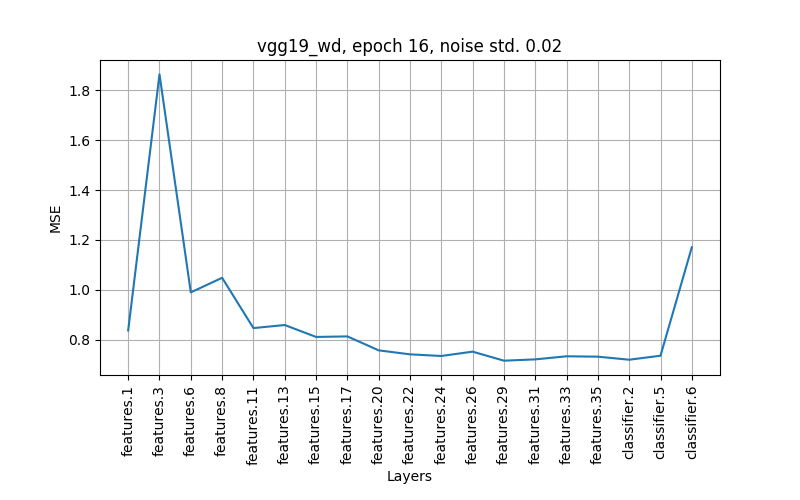 vgg19_wd, epoch 16, noise std. 0.02
MSE
1.8
1.6
1.4
1.2
1.0
0.8
features.1
features.3
features.6
features.8
features.11
features.13
features.15
features.17
features.20
features.22
features.24
features.26
features.29
features.31
features.33
features.35
classifier.2
classifier.5
classifier.6
Layers